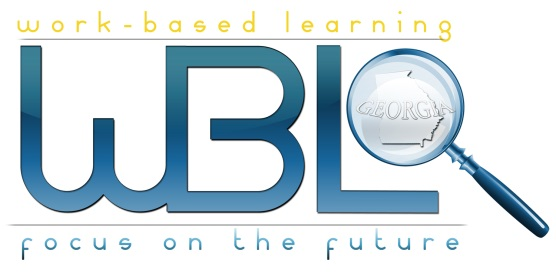 work-based learning
WBL
GEORGIA
focus on the future